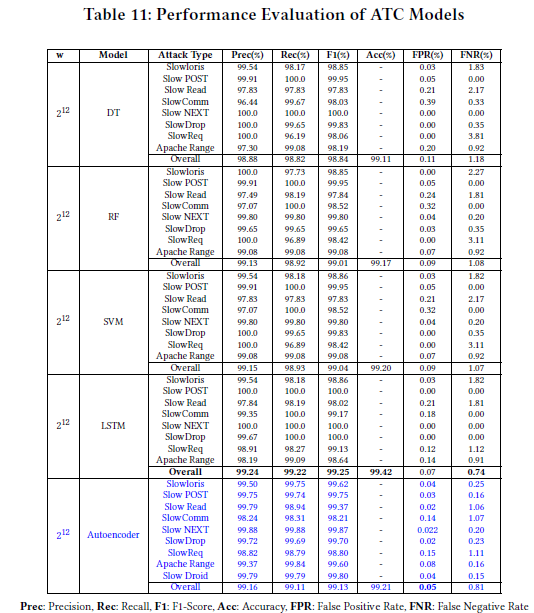 Table 11: Performance Evaluation of ATC Models
w Model Attack Type Prec(%) Rec(%) F1(%) Acc(%) FPR(%) FNR(%)
Slowloris 99.54 98.17 98.85 - 0.03 1.83
Slow POST 99.91 100.0 99.95 - 0.05 0.00
Slow Read 97.83 97.83 97.83 - 0.21 2.17
SlowComm 96.44 99.67 98.03 - 0.39 0.33
2^12 DT Slow NEXT 100.0 100.0 100.0 - 0.00 0.00
SlowDrop 100.0 99.65 99.83 - 0.00 0.35
SlowReq 100.0 96.19 98.06 - 0.00 3.81
Apache Range 97.30 99.08 98.19 - 0.20 0.92
Overall 98.88 98.82 98.84 99.11 0.11 1.18
Slowloris 100.0 97.73 98.85 - 0.00 2.27
Slow POST 99.91 100.0 99.95 - 0.05 0.00
Slow Read 97.49 98.19 97.84 - 0.24 1.81
SlowComm 97.07 100.0 98.52 - 0.32 0.00
2^12 RF Slow NEXT 99.80 99.80 99.80 - 0.04 0.20
SlowDrop 99.65 99.65 99.65 - 0.03 0.35
SlowReq 100.0 96.89 98.42 - 0.00 3.11
Apache Range 99.08 99.08 99.08 - 0.07 0.92
Overall 99.13 98.92 99.01 99.17 0.09 1.08
Slowloris 99.54 98.18 98.86 - 0.03 1.82
Slow POST 99.91 100.0 99.95 - 0.05 0.00
Slow Read 97.83 97.83 97.83 - 0.21 2.17
SlowComm 97.07 100.0 98.52 - 0.32 0.00
2^12 SVM Slow NEXT 99.80 99.80 99.80 - 0.04 0.20
SlowDrop 100.0 99.65 99.83 - 0.00 0.35
SlowReq 100.0 96.89 98.42 - 0.00 3.11
Apache Range 99.08 99.08 99.08 - 0.07 0.92
Overall 99.15 98.93 99.04 99.20 0.09 1.07
Slowloris 99.54 98.18 98.86 - 0.03 1.82
Slow POST 100.0 100.0 100.0 - 0.00 0.00
Slow Read 97.84 98.19 98.02 - 0.21 1.81
SlowComm 99.35 100.0 99.17 - 0.18 0.00
2^12 LSTM Slow NEXT 100.0 100.0 100.0 - 0.00 0.00
SlowDrop 99.67 100.0 100.0 - 0.00 0.00
SlowReq 98.91 98.27 99.13 - 0.12 1.12
Apache Range 98.19 99.09 98.64 - 0.14 0.91
Overall 99.24 99.22 99.25 99.42 0.07 0.74
Slowloris 99.50 99.75 99.62 - 0.04 0.25
Slow POST 99.75 99.74 99.75 - 0.03 0.16
Slow Read 99.79 98.94 99.37 - 0.02 1.06
SlowComm 98.24 98.31 98.21 - 0.14 1.07
2^12 Autoencoder Slow NEXT 99.88 99.88 99.87 - 0.022 0.20
SlowDrop 99.72 99.69 99.70 - 0.02 0.23
SlowReq 98.82 98.79 98.80 - 0.15 1.11
Apache Range 99.37 99.84 99.60 - 0.08 0.16
Slow Droid 99.79 99.79 99.80 - 0.04 0.15
Overall 99.16 99.11 99.13 99.21 0.05 0.81
Prec: Precision, Rec: Recall, F1: F1-Score, Acc: Accuracy, FPR: False Positive Rate, FNR: False Negative Rate